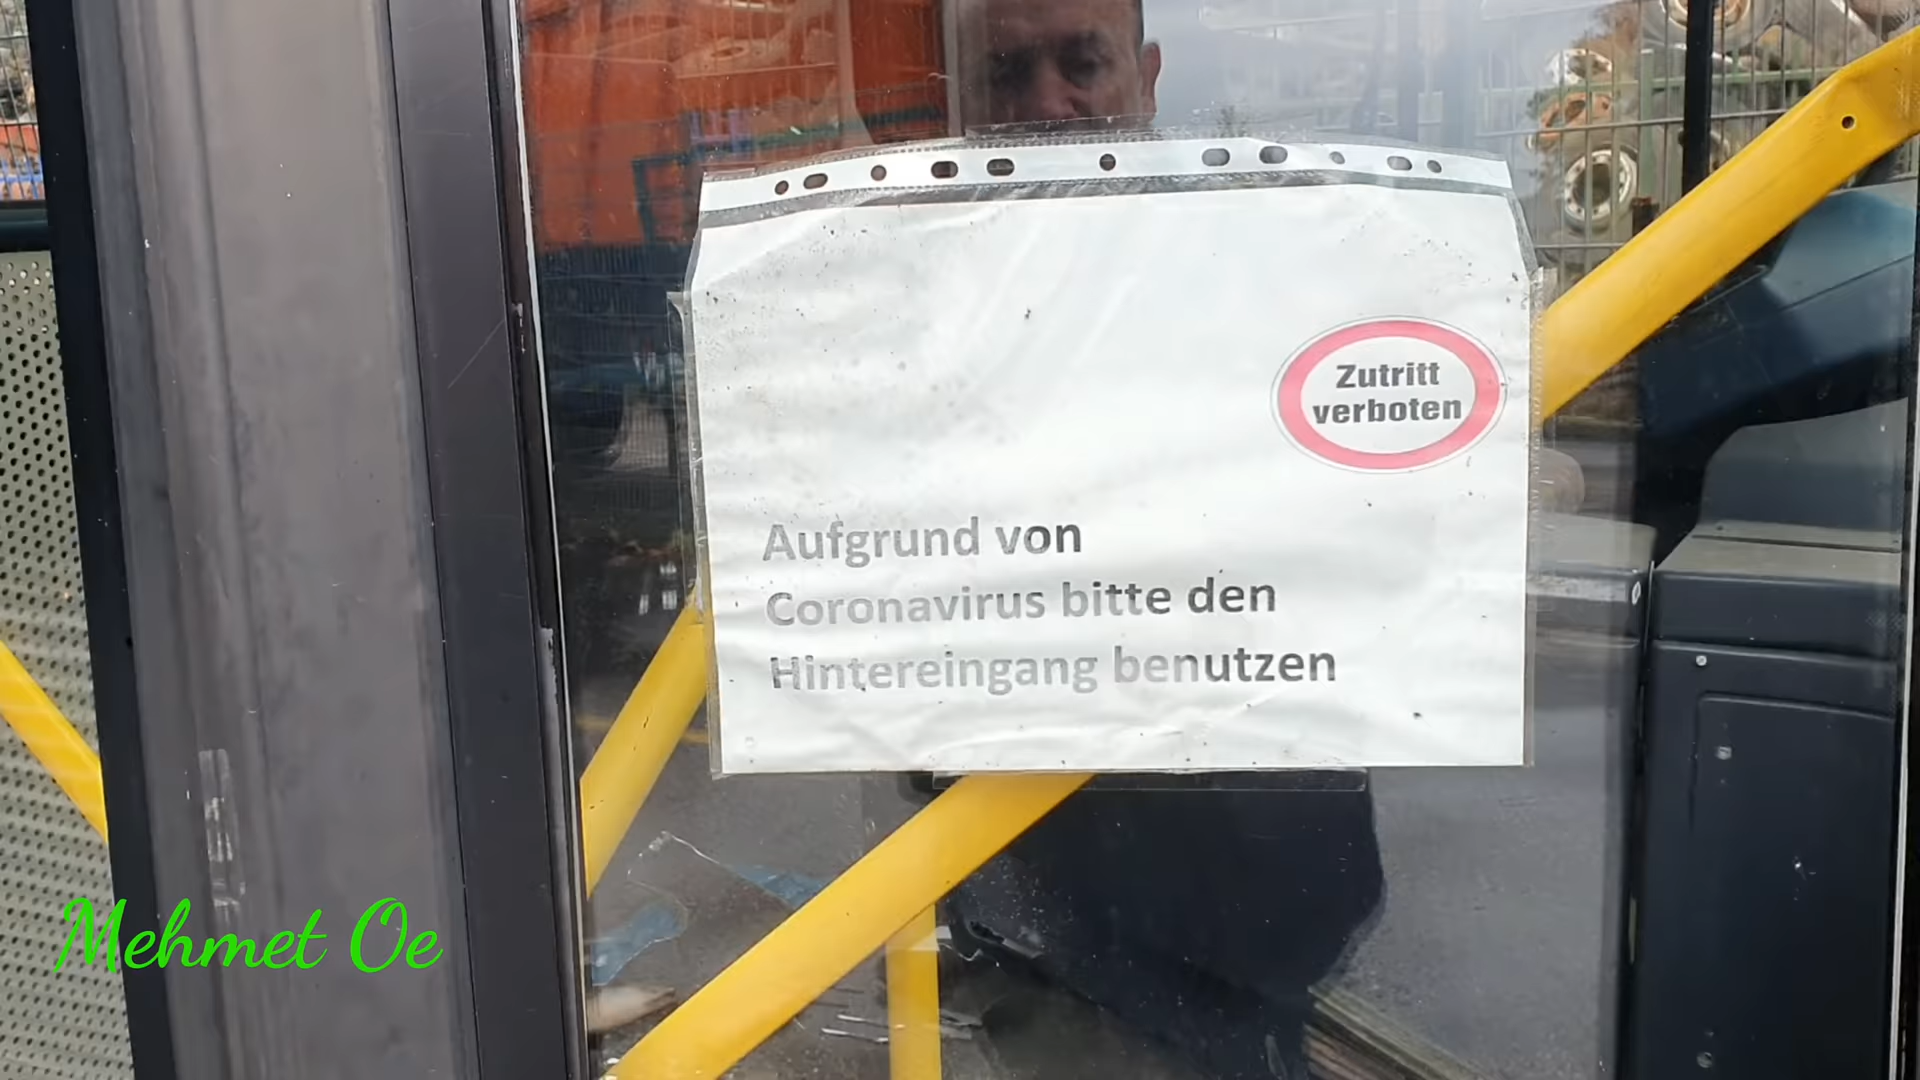 Zutritt
verboten
Aufgrund von
Coronavirus bitte den
Hintereingang benutzen
Mehmet Oe